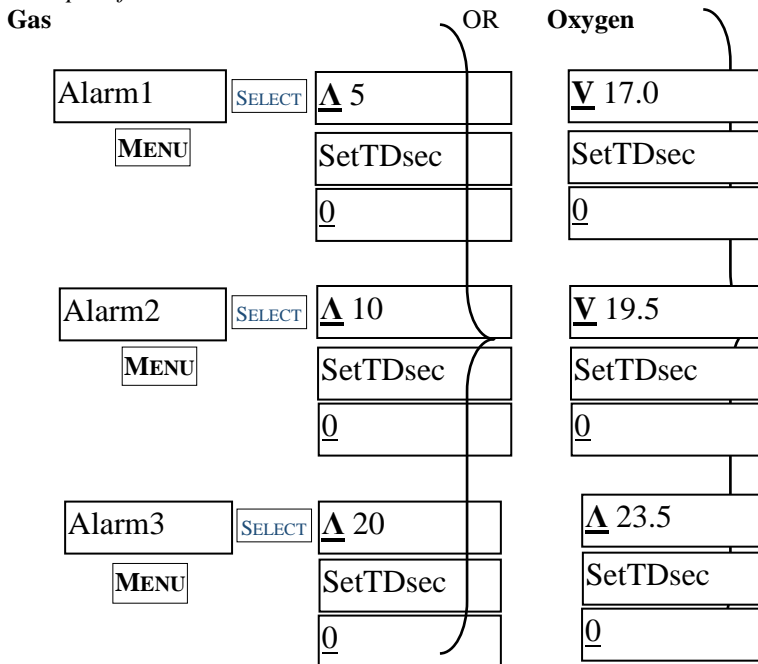 Gas OR Oxygen
Alarm1 SELECT Λ 5 V 17.0
MENU SetTDsec SetTDsec
0 0
Alarm2 SELECT Λ 10 V 19.5
MENU SetTDsec SetTDsec
0 0
Alarm3 SELECT Λ 20 Λ 23.5
MENU SetTDsec SetTDsec
0 0